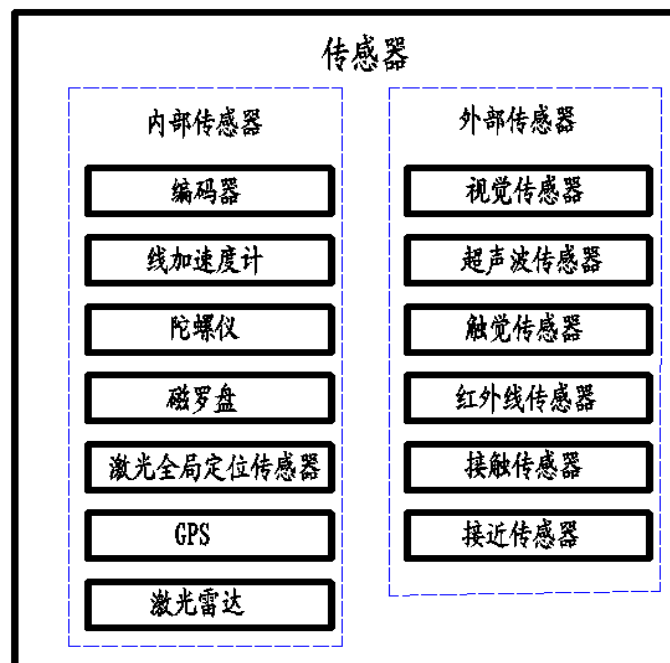 传感器
内部传感器
编码器
线加速度计
陀螺仪
磁罗盘
激光全局定位传感器
GPS
激光雷达
外部传感器
视觉传感器
超声波传感器
触觉传感器
红外线传感器
接触传感器
接近传感器